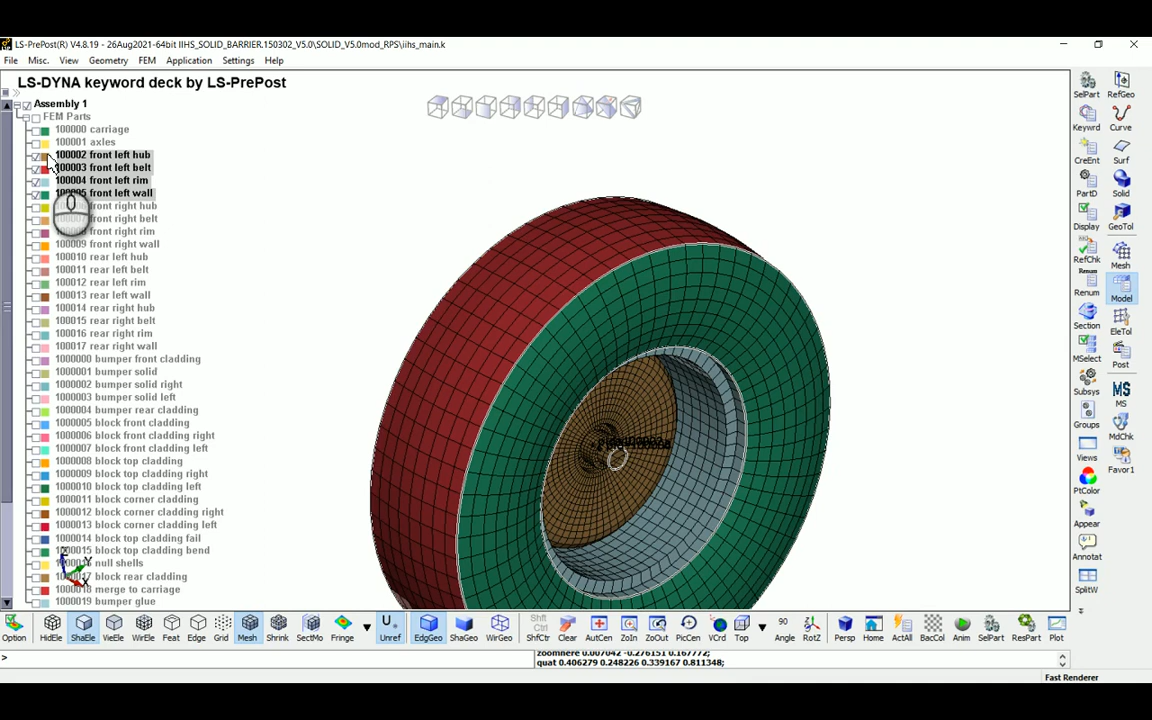 LS-PrePost(R) V4.8.19 - 26Aug2021-64bit IIHS_SOLID_BARRIER.150302_V5.0\SOLID_V5.0mod_RPS\iihs_main.k
File Misc. View Geometry FEM Application Settings Help
LS-DYNA keyword deck by LS-PrePost
Assembly 1
FEM Parts
100000 carriage
100001 axles
100002 front left hub
100003 front left belt
100004 front left rim
front left wall
front right hub
front right belt
front right rim
100009 front right wall
100010 rear left hub
100011 rear left belt
100012 rear left rim
100013 rear left wall
100014 rear right hub
100015 rear right belt
100016 rear right rim
100017 rear right wall
1000000 bumper front cladding
1000001 bumper solid
1000002 bumper solid right
1000003 bumper solid left
1000004 bumper rear cladding
1000005 block front cladding
1000006 block front cladding right
1000007 block front cladding left
1000008 block top cladding
1000009 block top cladding right
1000010 block top cladding left
1000011 block corner cladding
1000012 block corner cladding right
1000013 block corner cladding left
1000014 block top cladding fail
1000015 block top cladding bend
null shells
block rear cladding
merge to carriage
1000019 bumper glue
Z
Y
X
SelPart RefGeo
Keywrd Curve
CreEnt Surf
PartD Solid
Display GeoTol
RefChk Mesh
Renum
Renum Model
Section EleTol
MSelect Post
Subsys MS
MS
Groups MdChk
Views Favor1
PtColor
Appear
Annotat
SplitW
Option HidEle ShaEle VieEle WirEle Feat Edge Grid Mesh Shrink SectMo Fringe Unref EdgGeo ShaGeo WirGeo Shft Ctrl ShfCtr Clear AutCen ZoIn ZoOut PicCen VCrd Top 90 Angle RotZ Persp Home ActAll BacCol Anim SelPart ResPart Plot
>
zoomhere 0.007042 -0.276151 0.167772;
quat 0.406279 0.248226 0.339167 0.811348;
Fast Renderer